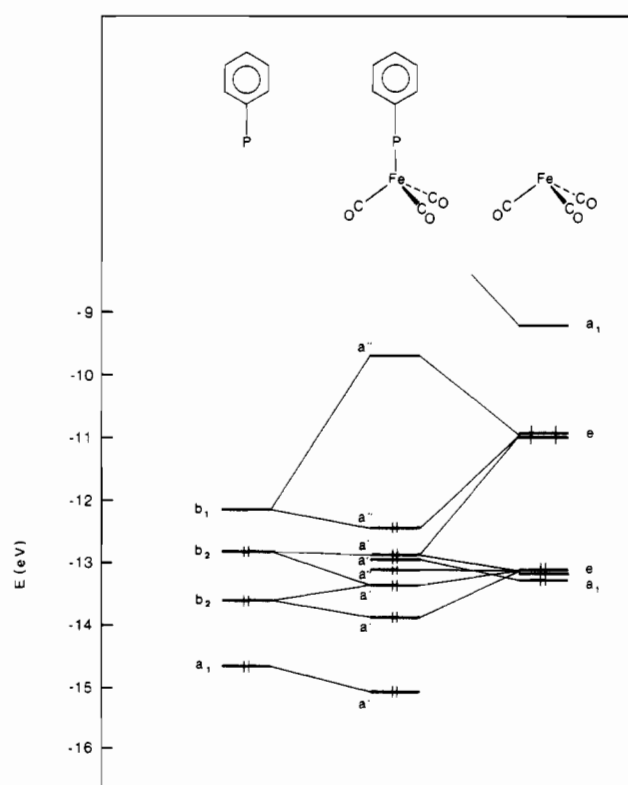 P
P
Fe
CO
CO
OC
Fe
CO
CO
OC
-9
a₁
a''
-10
-11
e
-12
b₁
a''
b₂
a'
a'
-13
a''
e
a'
a₁
b₂
a'
-14
a₁
-15
a'
-16
E (eV)